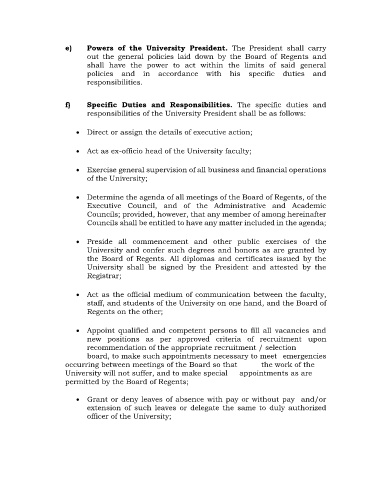 e) Powers of the University President. The President shall carry
out the general policies laid down by the Board of Regents and
shall have the power to act within the limits of said general
policies and in accordance with his specific duties and
responsibilities.
f) Specific Duties and Responsibilities. The specific duties and
responsibilities of the University President shall be as follows:
• Direct or assign the details of executive action;
• Act as ex-officio head of the University faculty;
• Exercise general supervision of all business and financial operations
of the University;
• Determine the agenda of all meetings of the Board of Regents, of the
Executive Council, and of the Administrative and Academic
Councils; provided, however, that any member of among hereinafter
Councils shall be entitled to have any matter included in the agenda;
• Preside all commencement and other public exercises of the
University and confer such degrees and honors as are granted by
the Board of Regents. All diplomas and certificates issued by the
University shall be signed by the President and attested by the
Registrar;
• Act as the official medium of communication between the faculty,
staff, and students of the University on one hand, and the Board of
Regents on the other;
• Appoint qualified and competent persons to fill all vacancies and
new positions as per approved criteria of recruitment upon
recommendation of the appropriate recruitment / selection
board, to make such appointments necessary to meet emergencies
occurring between meetings of the Board so that the work of the
University will not suffer, and to make special appointments as are
permitted by the Board of Regents;
• Grant or deny leaves of absence with pay or without pay and/or
extension of such leaves or delegate the same to duly authorized
officer of the University;